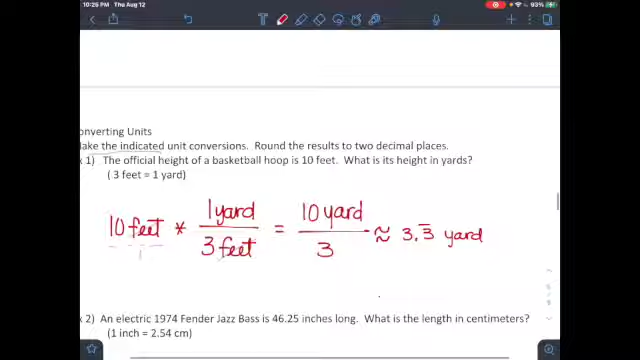 10:25 PM Thu Aug 12
93%
onverting Units
ake the indicated unit conversions. Round the results to two decimal places.
x 1) The official height of a basketball hoop is 10 feet. What is its height in yards?
( 3 feet = 1 yard)
10 feet * 1 yard / 3 feet = 10 yard / 3 ≈ 3.3̅ yard
x 2) An electric 1974 Fender Jazz Bass is 46.25 inches long. What is the length in centimeters?
(1 inch = 2.54 cm)